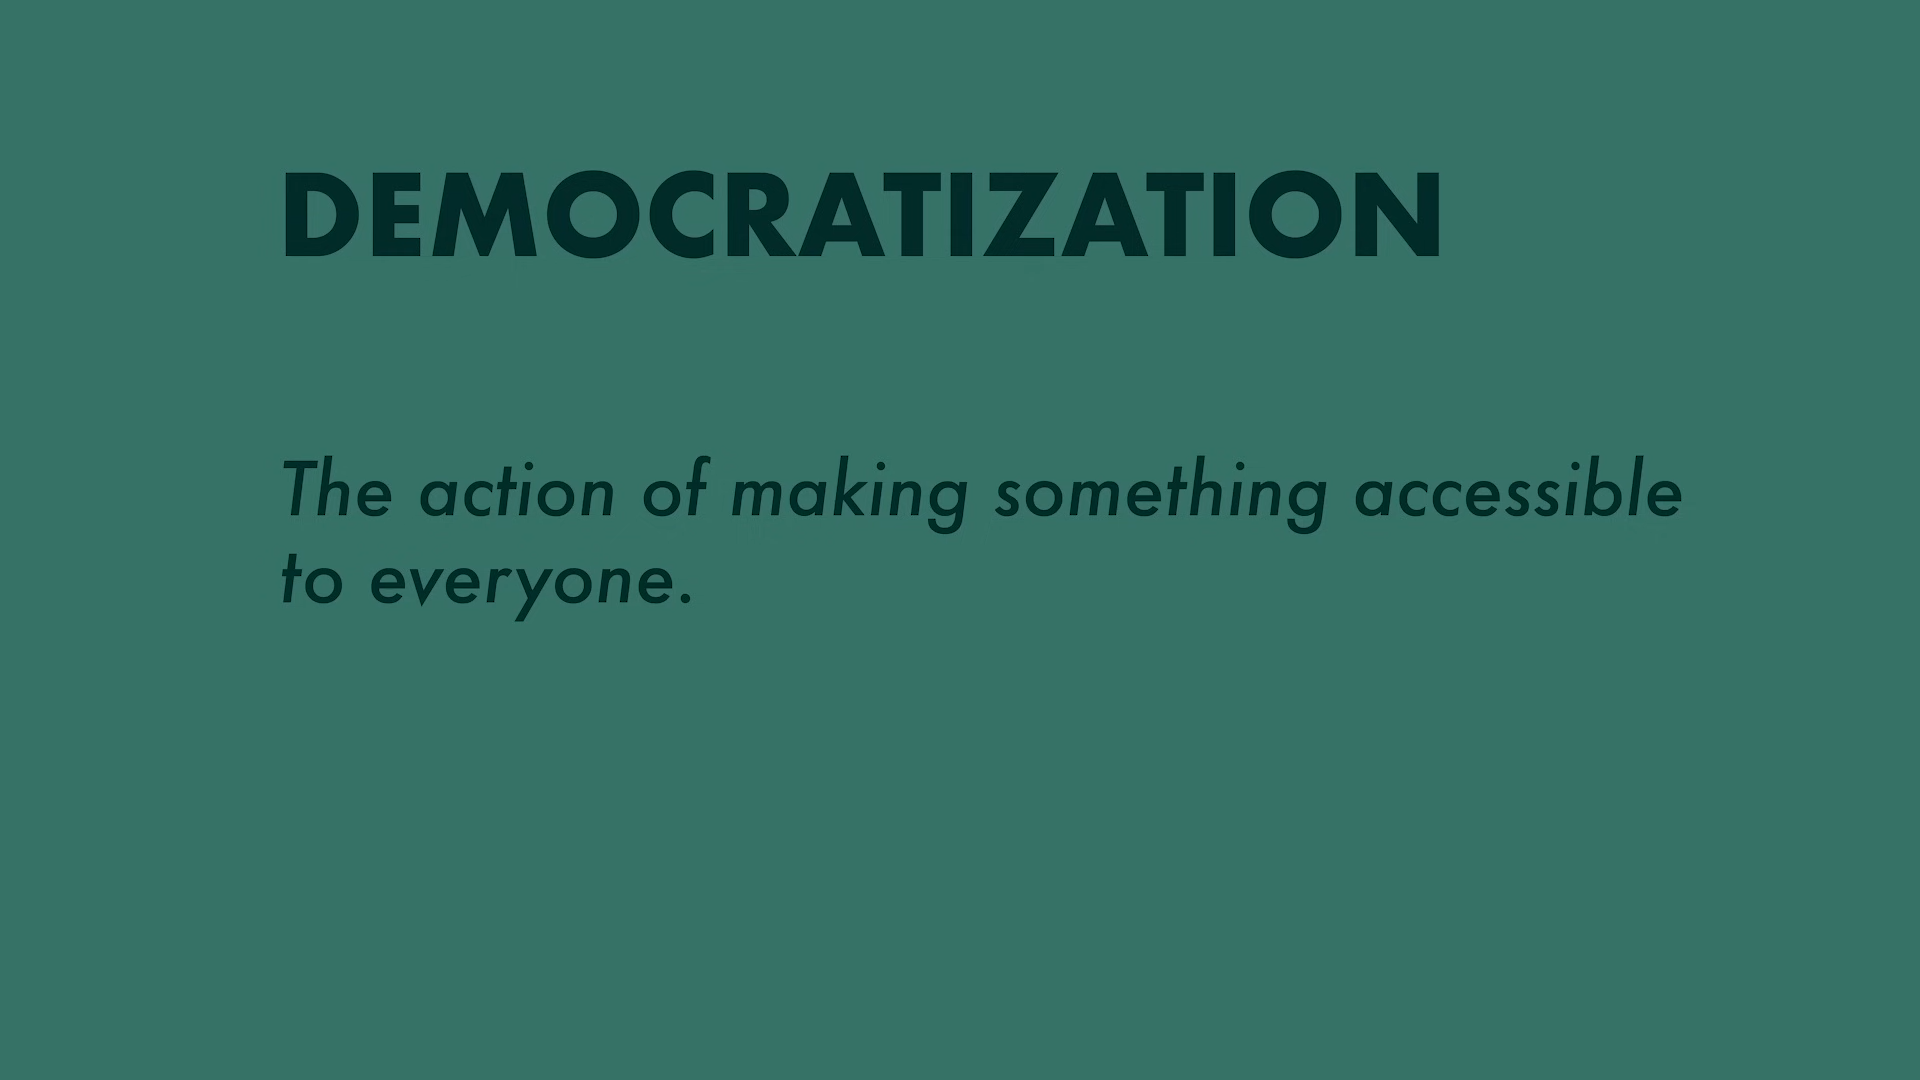 DEMOCRATIZATION
The action of making something accessible
to everyone.